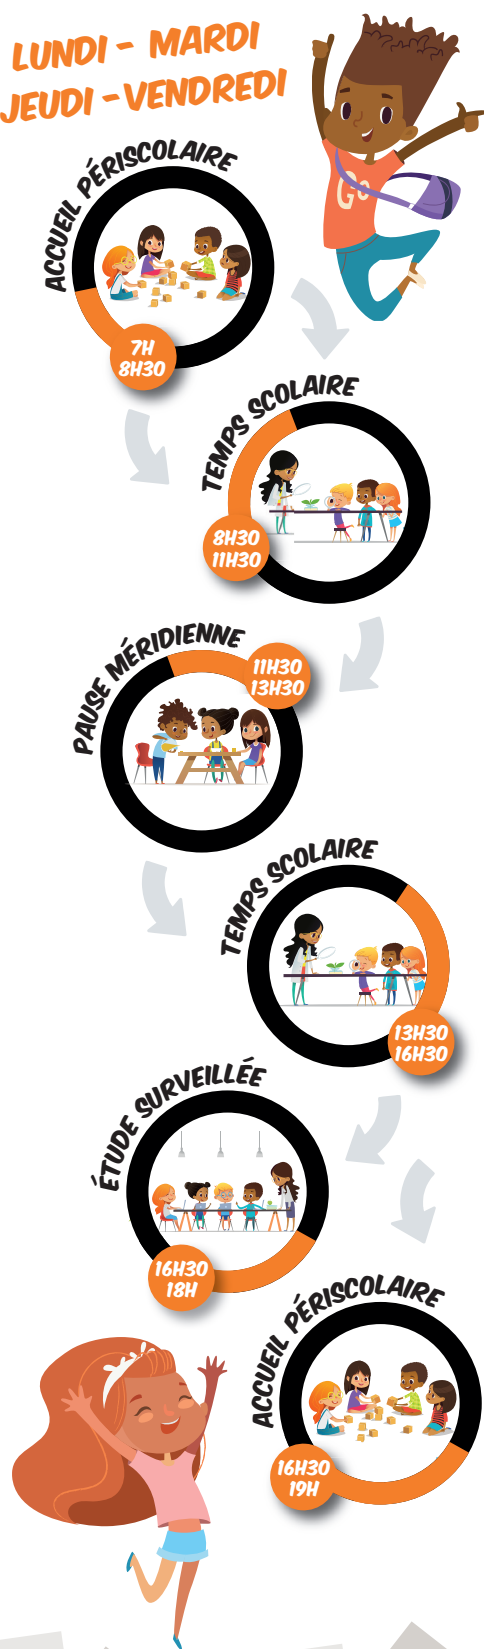 LUNDI - MARDI
JEUDI - VENDREDI
ACCUEIL PÉRISCOLAIRE
7H
8H30
TEMPS SCOLAIRE
8H30
11H30
PAUSE MÉRIDIENNE
11H30
13H30
TEMPS SCOLAIRE
13H30
16H30
ÉTUDE SURVEILLÉE
16H30
18H
ACCUEIL PÉRISCOLAIRE
16H30
19H
Go